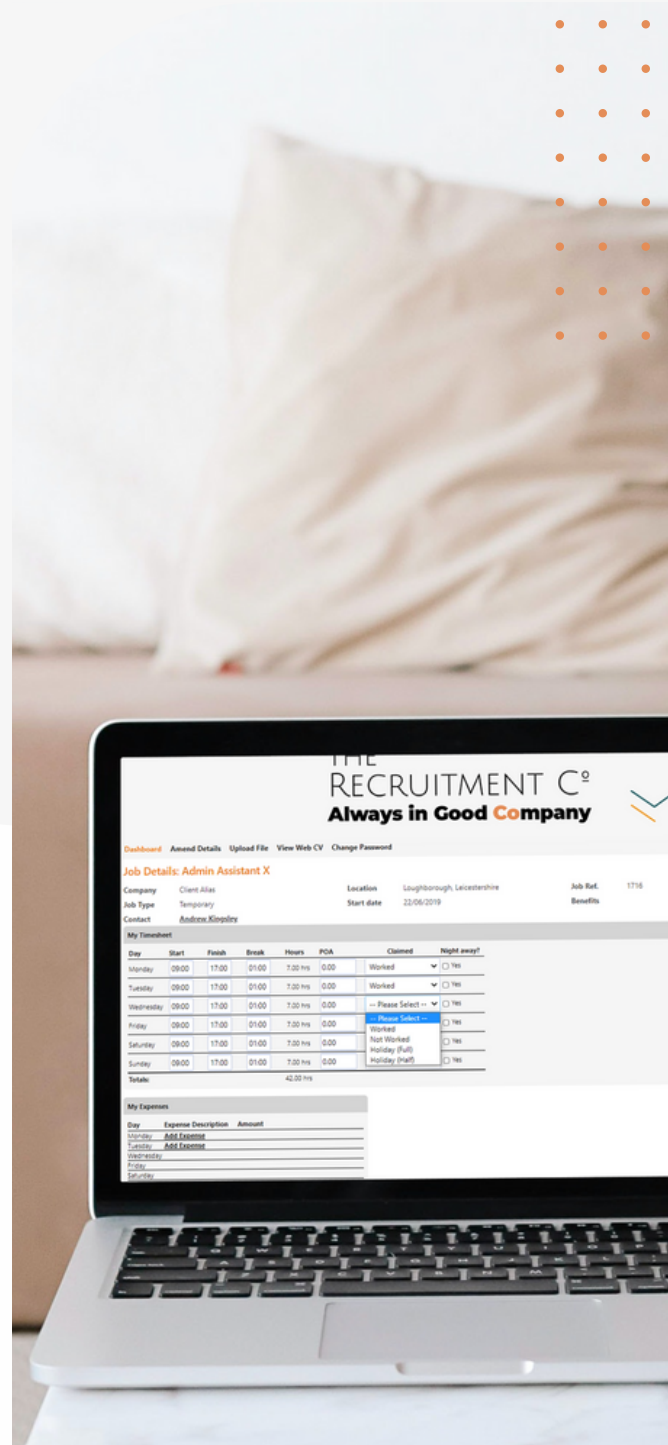 THE
RECRUITMENT Cº
Always in Good Company
Dashboard Amend Details Upload File View Web CV Change Password
Job Details: Admin Assistant X
Company Client Alias Location Loughborough, Leicestershire Job Ref. 1716
Job Type Temporary Start date 22/06/2019 Benefits
Contact Andrew Kingsley
My Timesheet
Day Start Finish Break Hours POA Claimed Night away?
Monday 09:00 17:00 01:00 7.00 hrs 0.00 Worked Yes
Tuesday 09:00 17:00 01:00 7.00 hrs 0.00 Worked Yes
Wednesday 09:00 17:00 01:00 7.00 hrs 0.00 -- Please Select -- Yes
-- Please Select --
Friday 09:00 17:00 01:00 7.00 hrs 0.00 Worked Yes
Not Worked
Saturday 09:00 17:00 01:00 7.00 hrs 0.00 Holiday (Full) Yes
Holiday (Half)
Sunday 09:00 17:00 01:00 7.00 hrs 0.00 Yes
Totals: 42.00 hrs
My Expenses
Day Expense Description Amount
Monday Add Expense
Tuesday Add Expense
Wednesday
Friday
Saturday